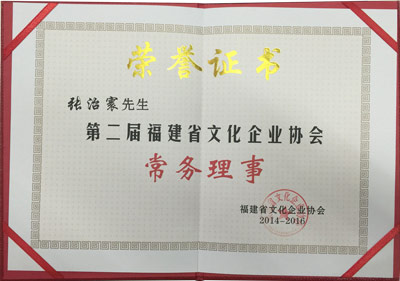 荣誉证书
张治家先生
第二届福建省文化企业协会
常务理事
福建省文化企业协会
2014-2016